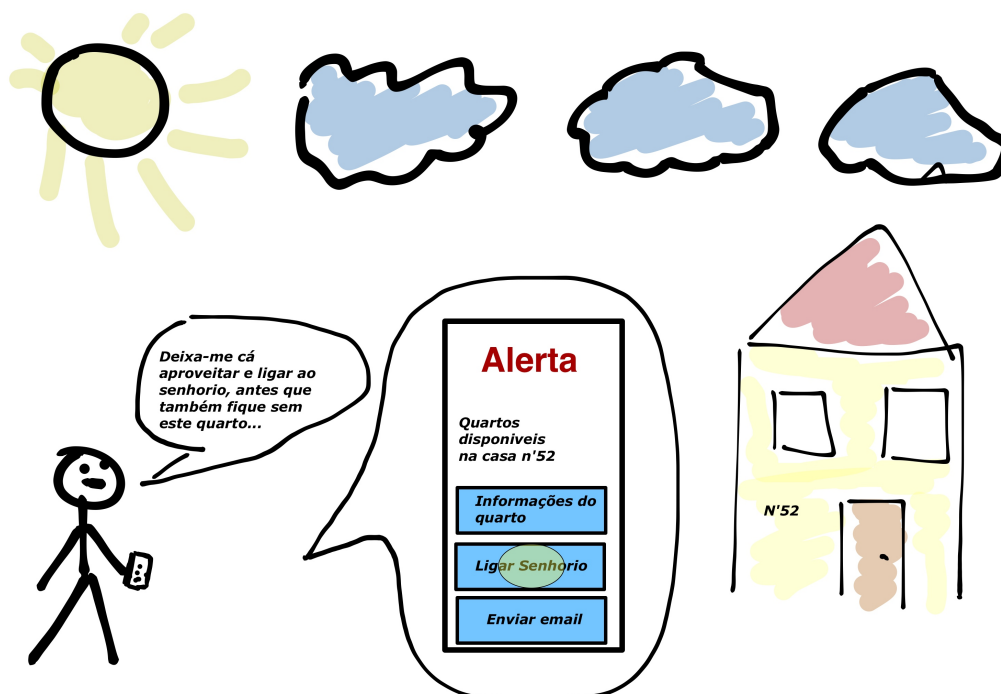 Deixa-me cá
aproveitar e ligar ao
senhorio, antes que
também fique sem
este quarto...
Alerta
Quartos
disponiveis
na casa n'52
Informações do
quarto
Ligar Senhorio
Enviar email
N'52